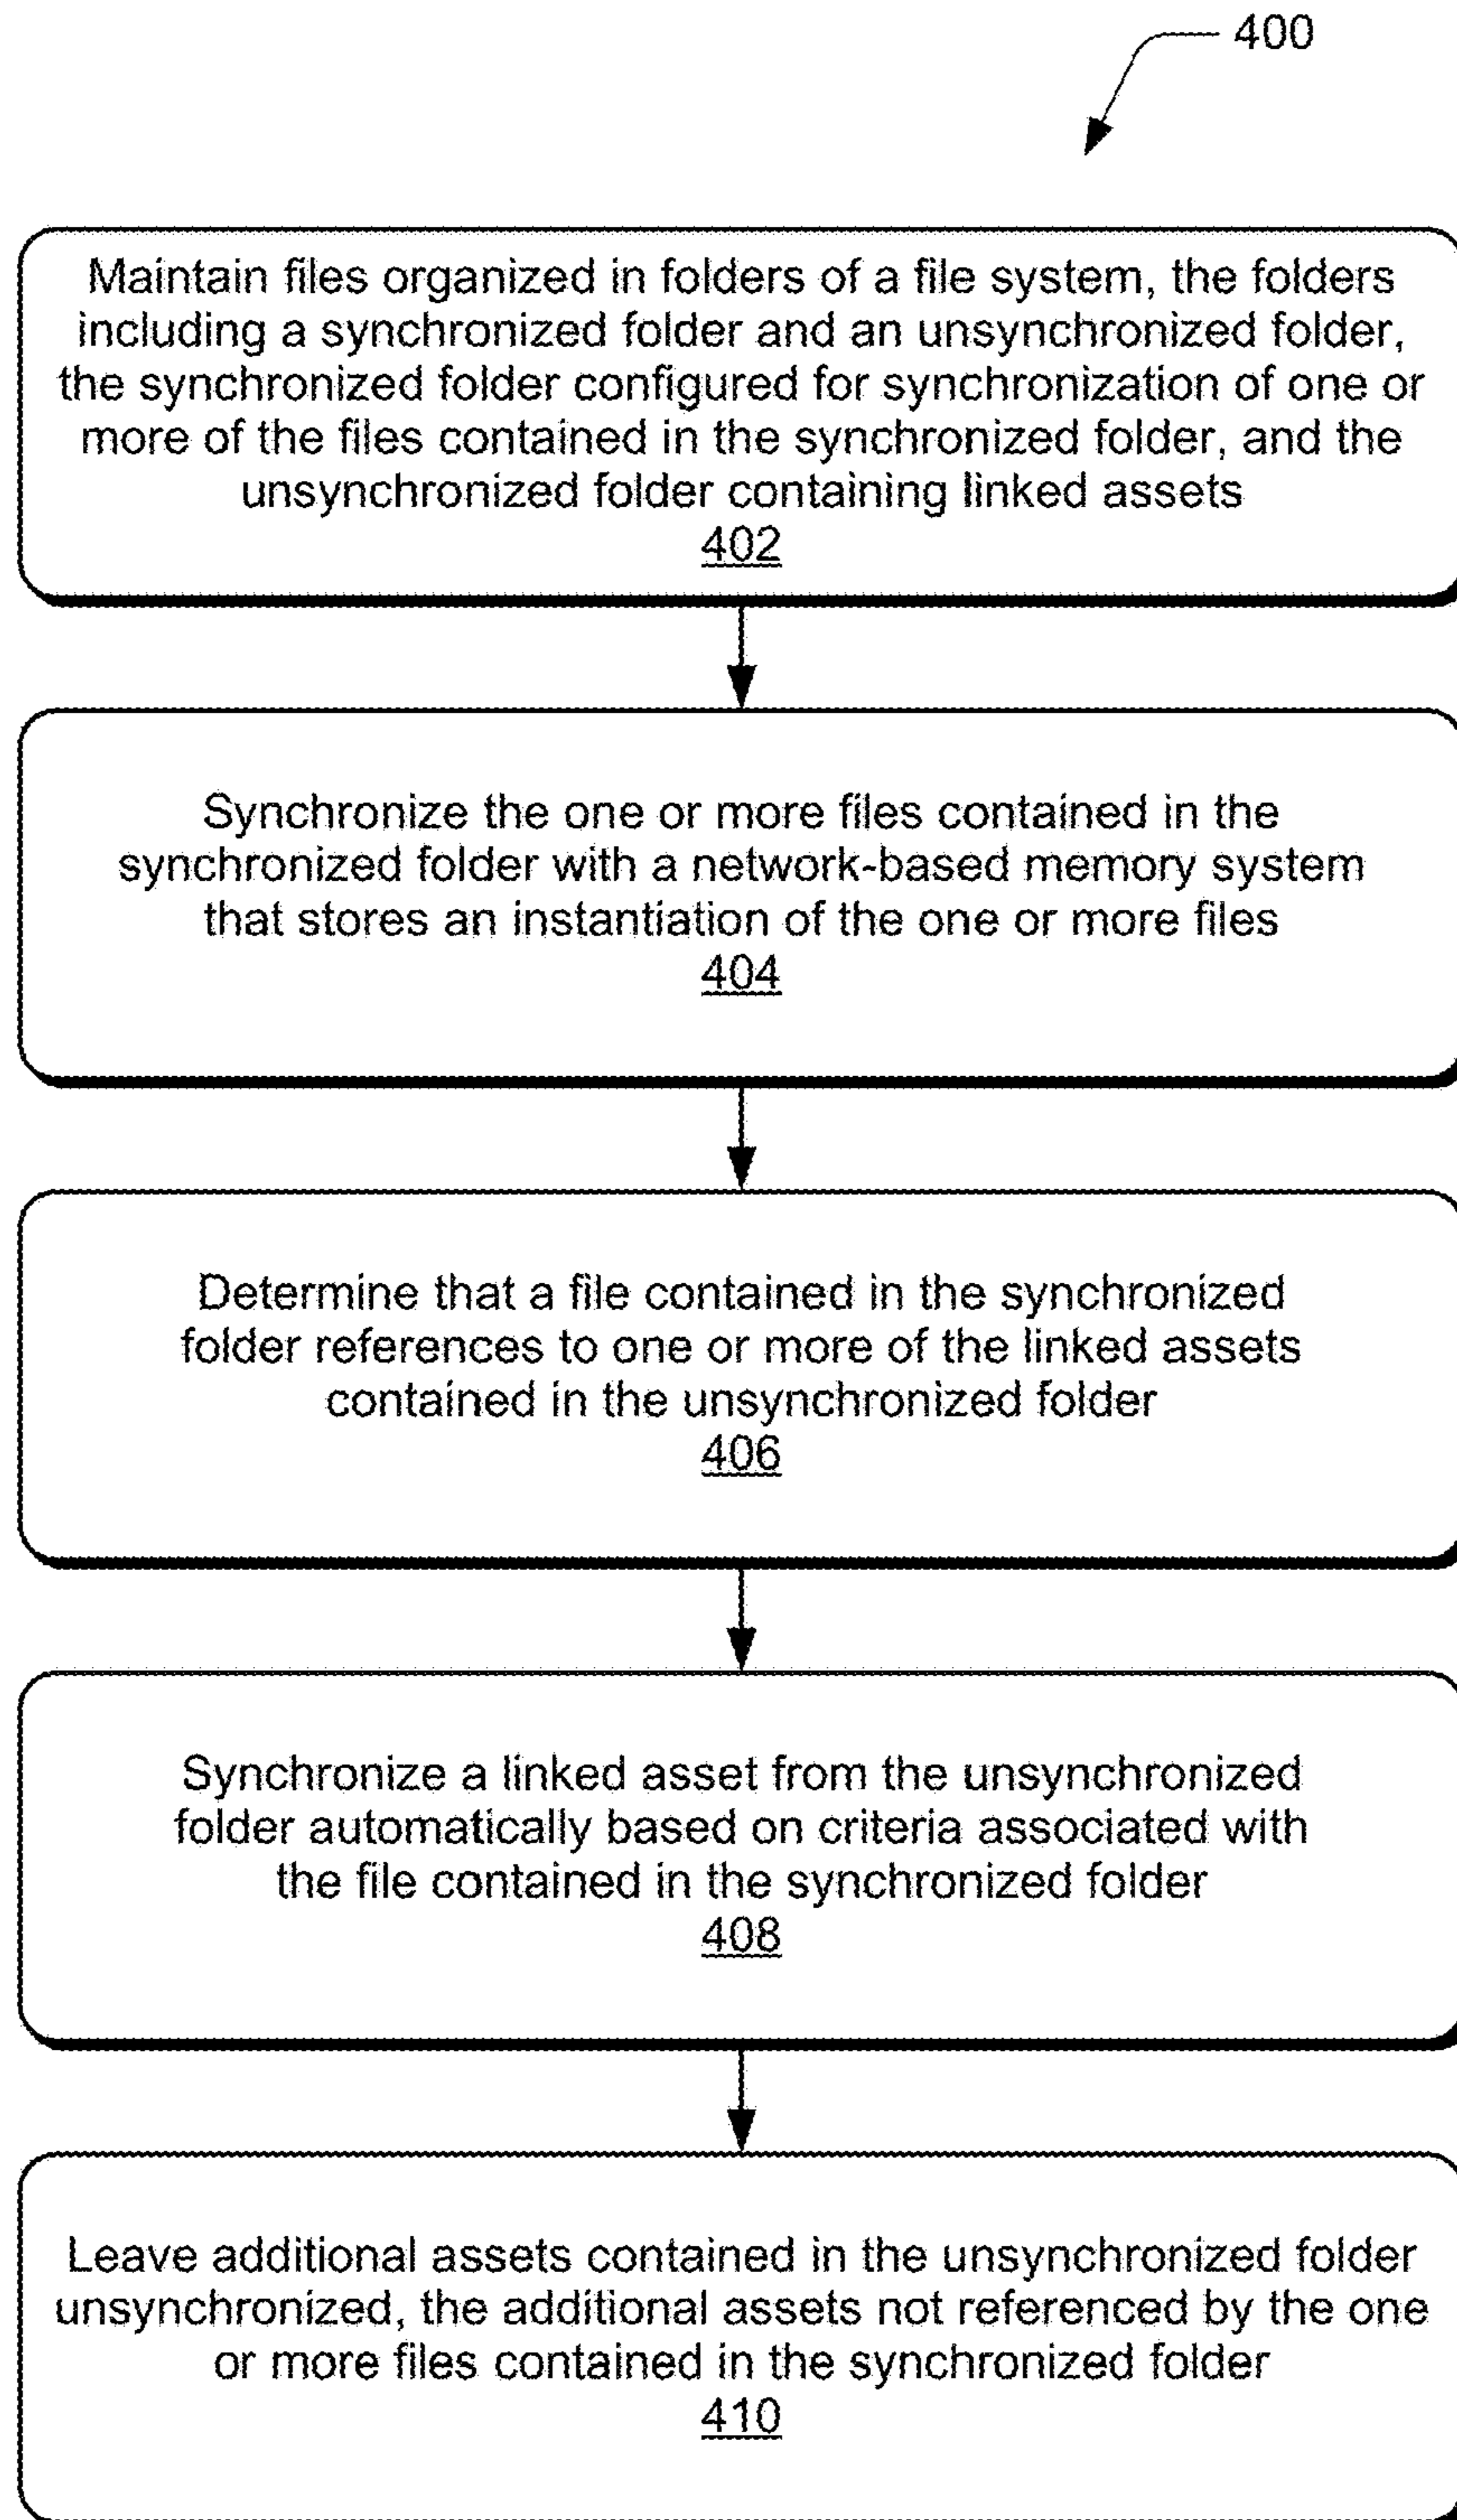 400
Maintain files organized in folders of a file system, the folders
including a synchronized folder and an unsynchronized folder,
the synchronized folder configured for synchronization of one or
more of the files contained in the synchronized folder, and the
unsynchronized folder containing linked assets
402
Synchronize the one or more files contained in the
synchronized folder with a network-based memory system
that stores an instantiation of the one or more files
404
Determine that a file contained in the synchronized
folder references to one or more of the linked assets
contained in the unsynchronized folder
406
Synchronize a linked asset from the unsynchronized
folder automatically based on criteria associated with
the file contained in the synchronized folder
408
Leave additional assets contained in the unsynchronized folder
unsynchronized, the additional assets not referenced by the one
or more files contained in the synchronized folder
410